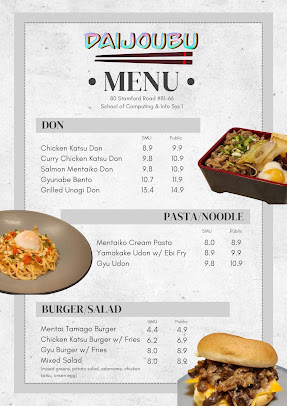 DAIJOUBU
• MENU •
80 Stamford Road #B1-66
School of Computing & Info Sys 1
DON
SMU Public
Chicken Katsu Don 8.9 9.9
Curry Chicken Katsu Don 9.8 10.9
Salmon Mentaiko Don 9.8 10.9
Gyunabe Bento 10.7 11.9
Grilled Unagi Don 13.4 14.9
PASTA/NOODLE
SMU Public
Mentaiko Cream Pasta 8.0 8.9
Yamakake Udon w/ Ebi Fry 8.9 9.9
Gyu Udon 9.8 10.9
BURGER/SALAD
SMU Public
Mentai Tamago Burger 4.4 4.9
Chicken Katsu Burger w/ Fries 6.2 6.9
Gyu Burger w/ Fries 8.0 8.9
Mixed Salad 8.0 8.9
(mixed greens, potato salad, edamame, chicken
katsu, onsen egg)